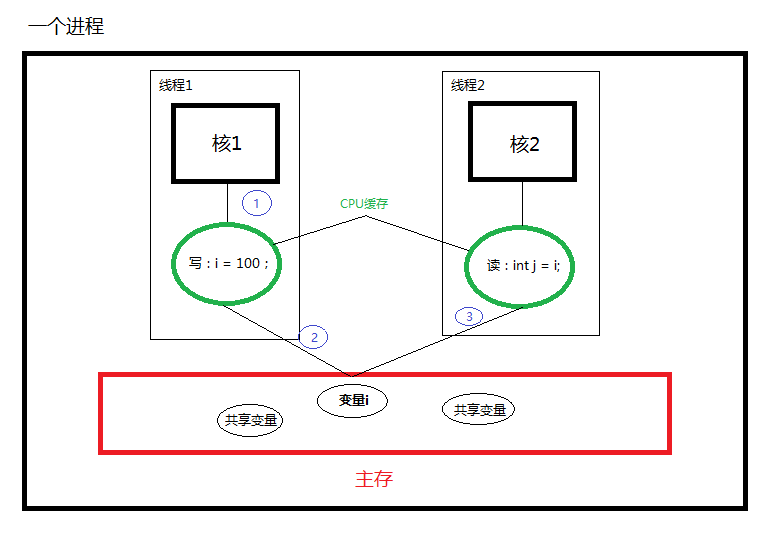 一个进程
线程1
线程2
核1
核2
1
CPU缓存
写 : i = 100 ;
读 : int j = i;
2
3
变量i
共享变量
共享变量
主存